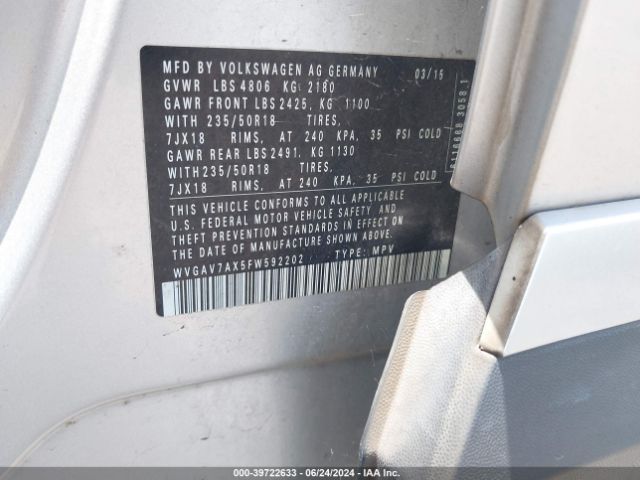 MFD BY VOLKSWAGEN AG GERMANY 03/15
GVWR LBS 4806 KG: 2180
GAWR FRONT LBS 2425, KG 1100
WITH 235/50R18 TIRES,
7JX18 RIMS, AT 240 KPA, 35 PSI COLD
GAWR REAR LBS 2491. KG 1130
WITH 235/50R18 TIRES,
7JX18 RIMS, AT 240 KPA, 35 PSI COLD
THIS VEHICLE CONFORMS TO ALL APPLICABLE
U.S. FEDERAL MOTOR VEHICLE SAFETY AND
THEFT PREVENTION STANDARDS IN EFFECT
ON THE DATE OF MANUFACTURE SHOWN ABOVE.
WVGAV7AX5FW592202 TYPE: MPV
000-39722633 - 06/24/2024 - IAA Inc.